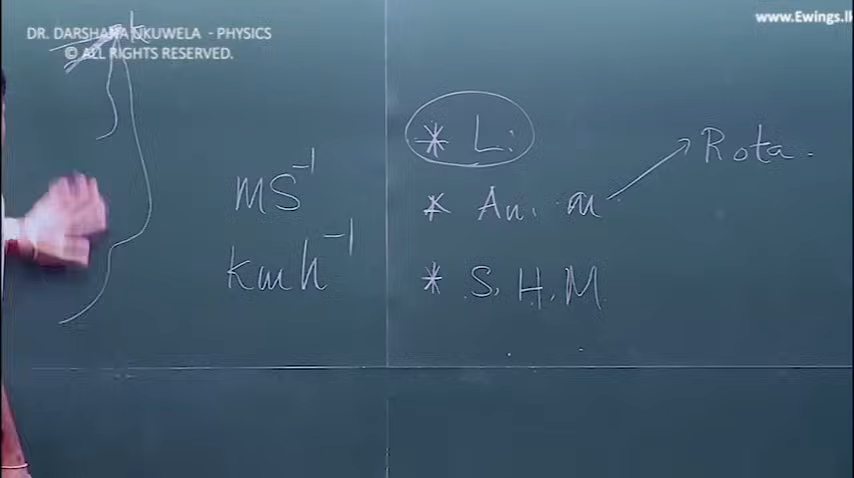 DR. DARSHANA UKUWELA - PHYSICS
© ALL RIGHTS RESERVED.
www.Ewings.lk
mS⁻¹
kmh⁻¹
* L.
* An. m
Rota.
* S.H.M